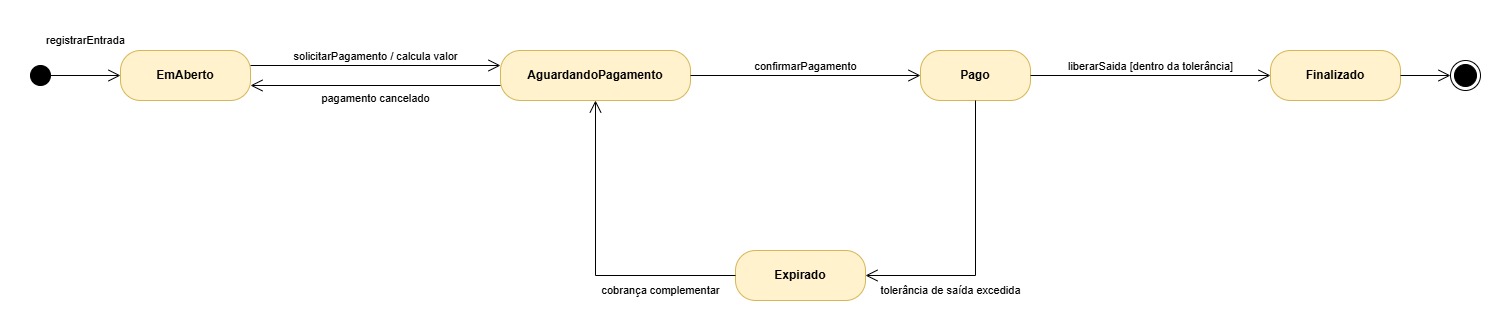 registrarEntrada
EmAberto
solicitarPagamento / calcula valor
pagamento cancelado
AguardandoPagamento
confirmarPagamento
Pago
liberarSaida [dentro da tolerância]
Finalizado
Expirado
cobrança complementar
tolerância de saída excedida